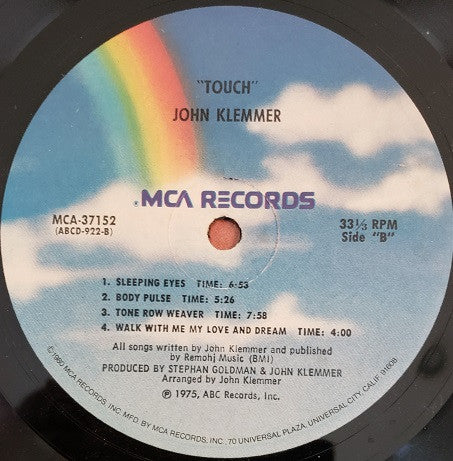 "TOUCH"
JOHN KLEMMER
MCA RECORDS
®
MCA-37152
(ABCD-922-B)
33⅓ RPM
Side "B"
1. SLEEPING EYES TIME: 6:53
2. BODY PULSE TIME: 5:26
3. TONE ROW WEAVER TIME: 7:58
4. WALK WITH ME MY LOVE AND DREAM TIME: 4:00
All songs written by John Klemmer and published
by Remohj Music (BMI)
PRODUCED BY STEPHAN GOLDMAN & JOHN KLEMMER
Arranged by John Klemmer
℗ 1975, ABC Records, Inc.
MCA RECORDS, INC. MFD. BY MCA RECORDS, INC., 70 UNIVERSAL PLAZA, UNIVERSAL CITY, CALIF. 91608